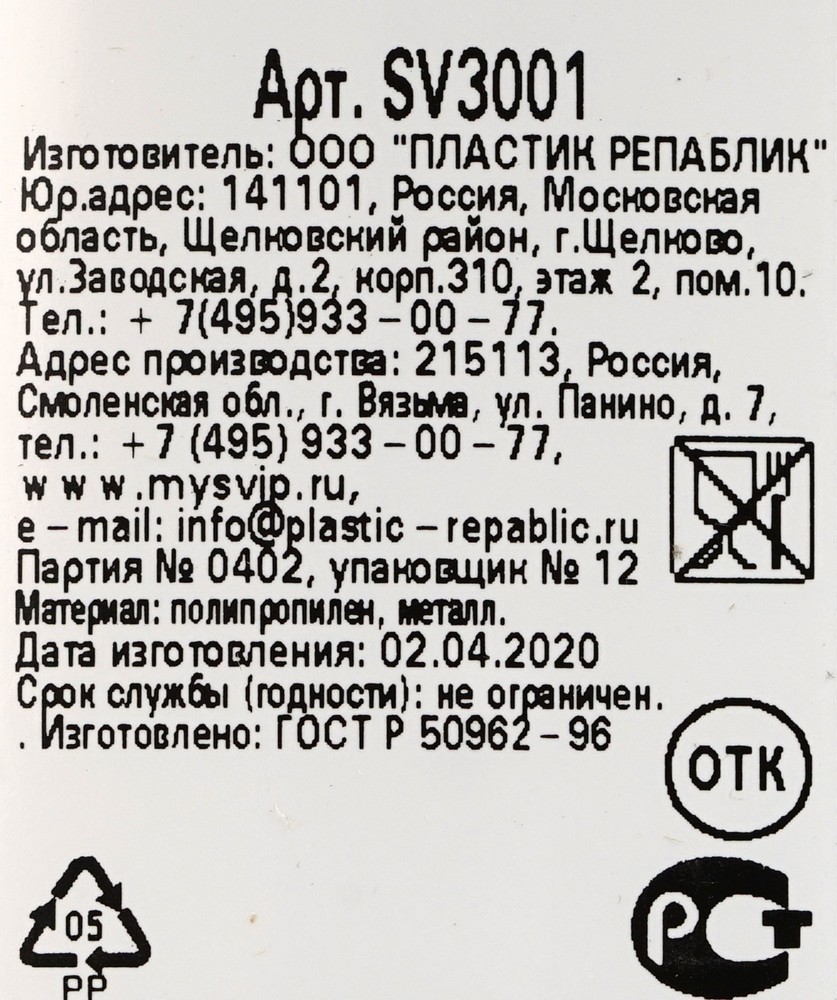 Арт. SV3001
Изготовитель: ООО "ПЛАСТИК РЕПАБЛИК"
Юр.адрес: 141101, Россия, Московская
область, Щелковский район, г.Щелково,
ул.Заводская, д.2, корп.310, этаж 2, пом.10.
Тел.: + 7(495)933-00-77.
Адрес производства: 215113, Россия,
Смоленская обл., г. Вязьма, ул. Панино, д. 7,
тел.: +7 (495) 933-00-77,
www.mysvip.ru,
e-mail: info@plastic-repablic.ru
Партия № 0402, упаковщик № 12
Материал: полипропилен, металл.
Дата изготовления: 02.04.2020
Срок службы (годности): не ограничен.
. Изготовлено: ГОСТ Р 50962-96
ОТК
05
PP
РСТ